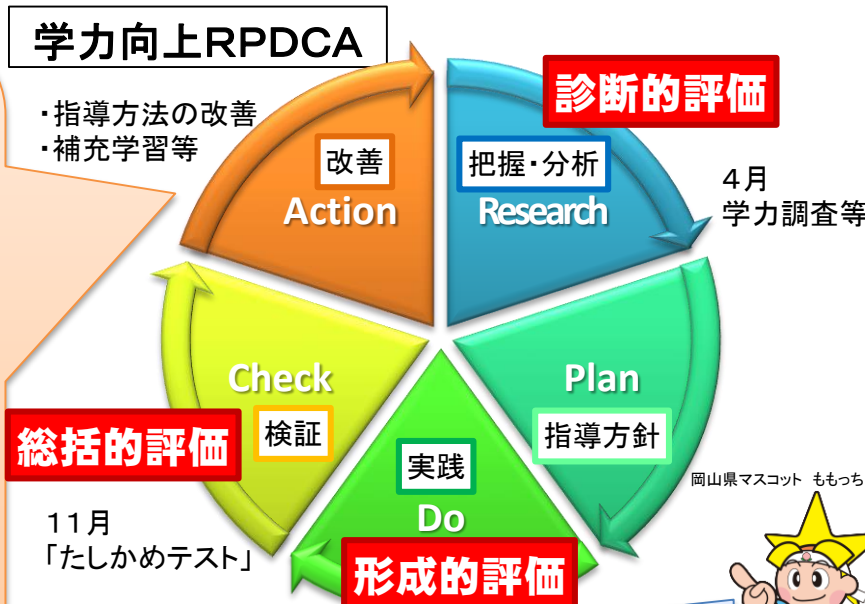 学力向上RPDCA
・指導方法の改善
・補充学習等
改善
Action
診断的評価
把握・分析
Research
4月
学力調査等
Plan
指導方針
Check
検証
総括的評価
11月
「たしかめテスト」
実践
Do
形成的評価
岡山県マスコット ももっち